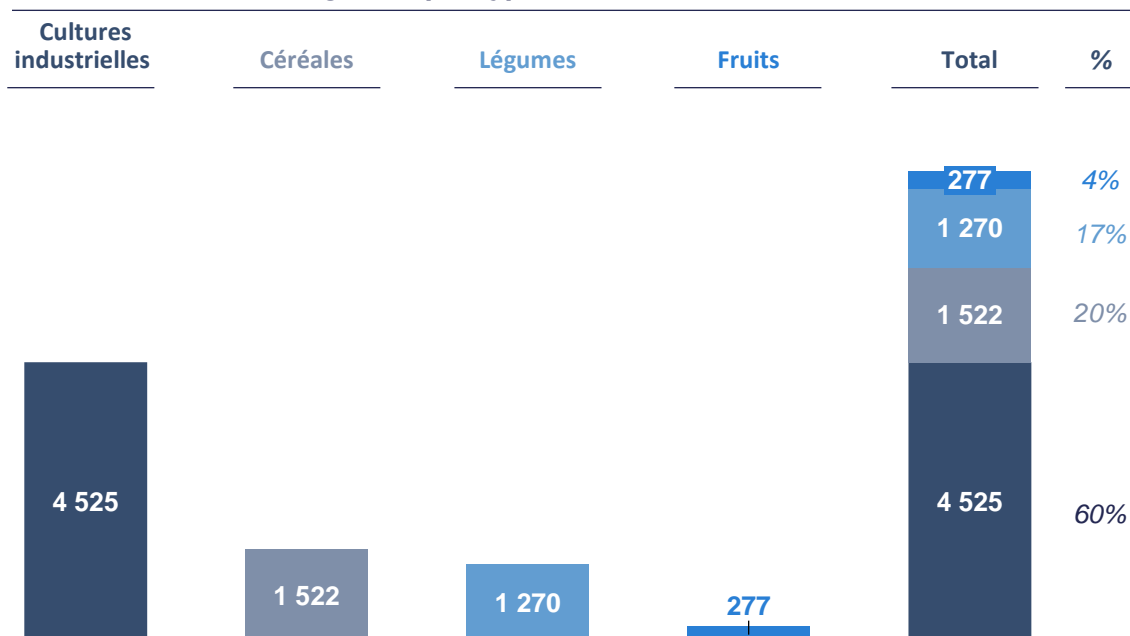 Cultures
industrielles
Céréales
Légumes
Fruits
Total
%
277
4%
1 270
17%
1 522
20%
4 525
4 525
60%
1 522
1 270
277